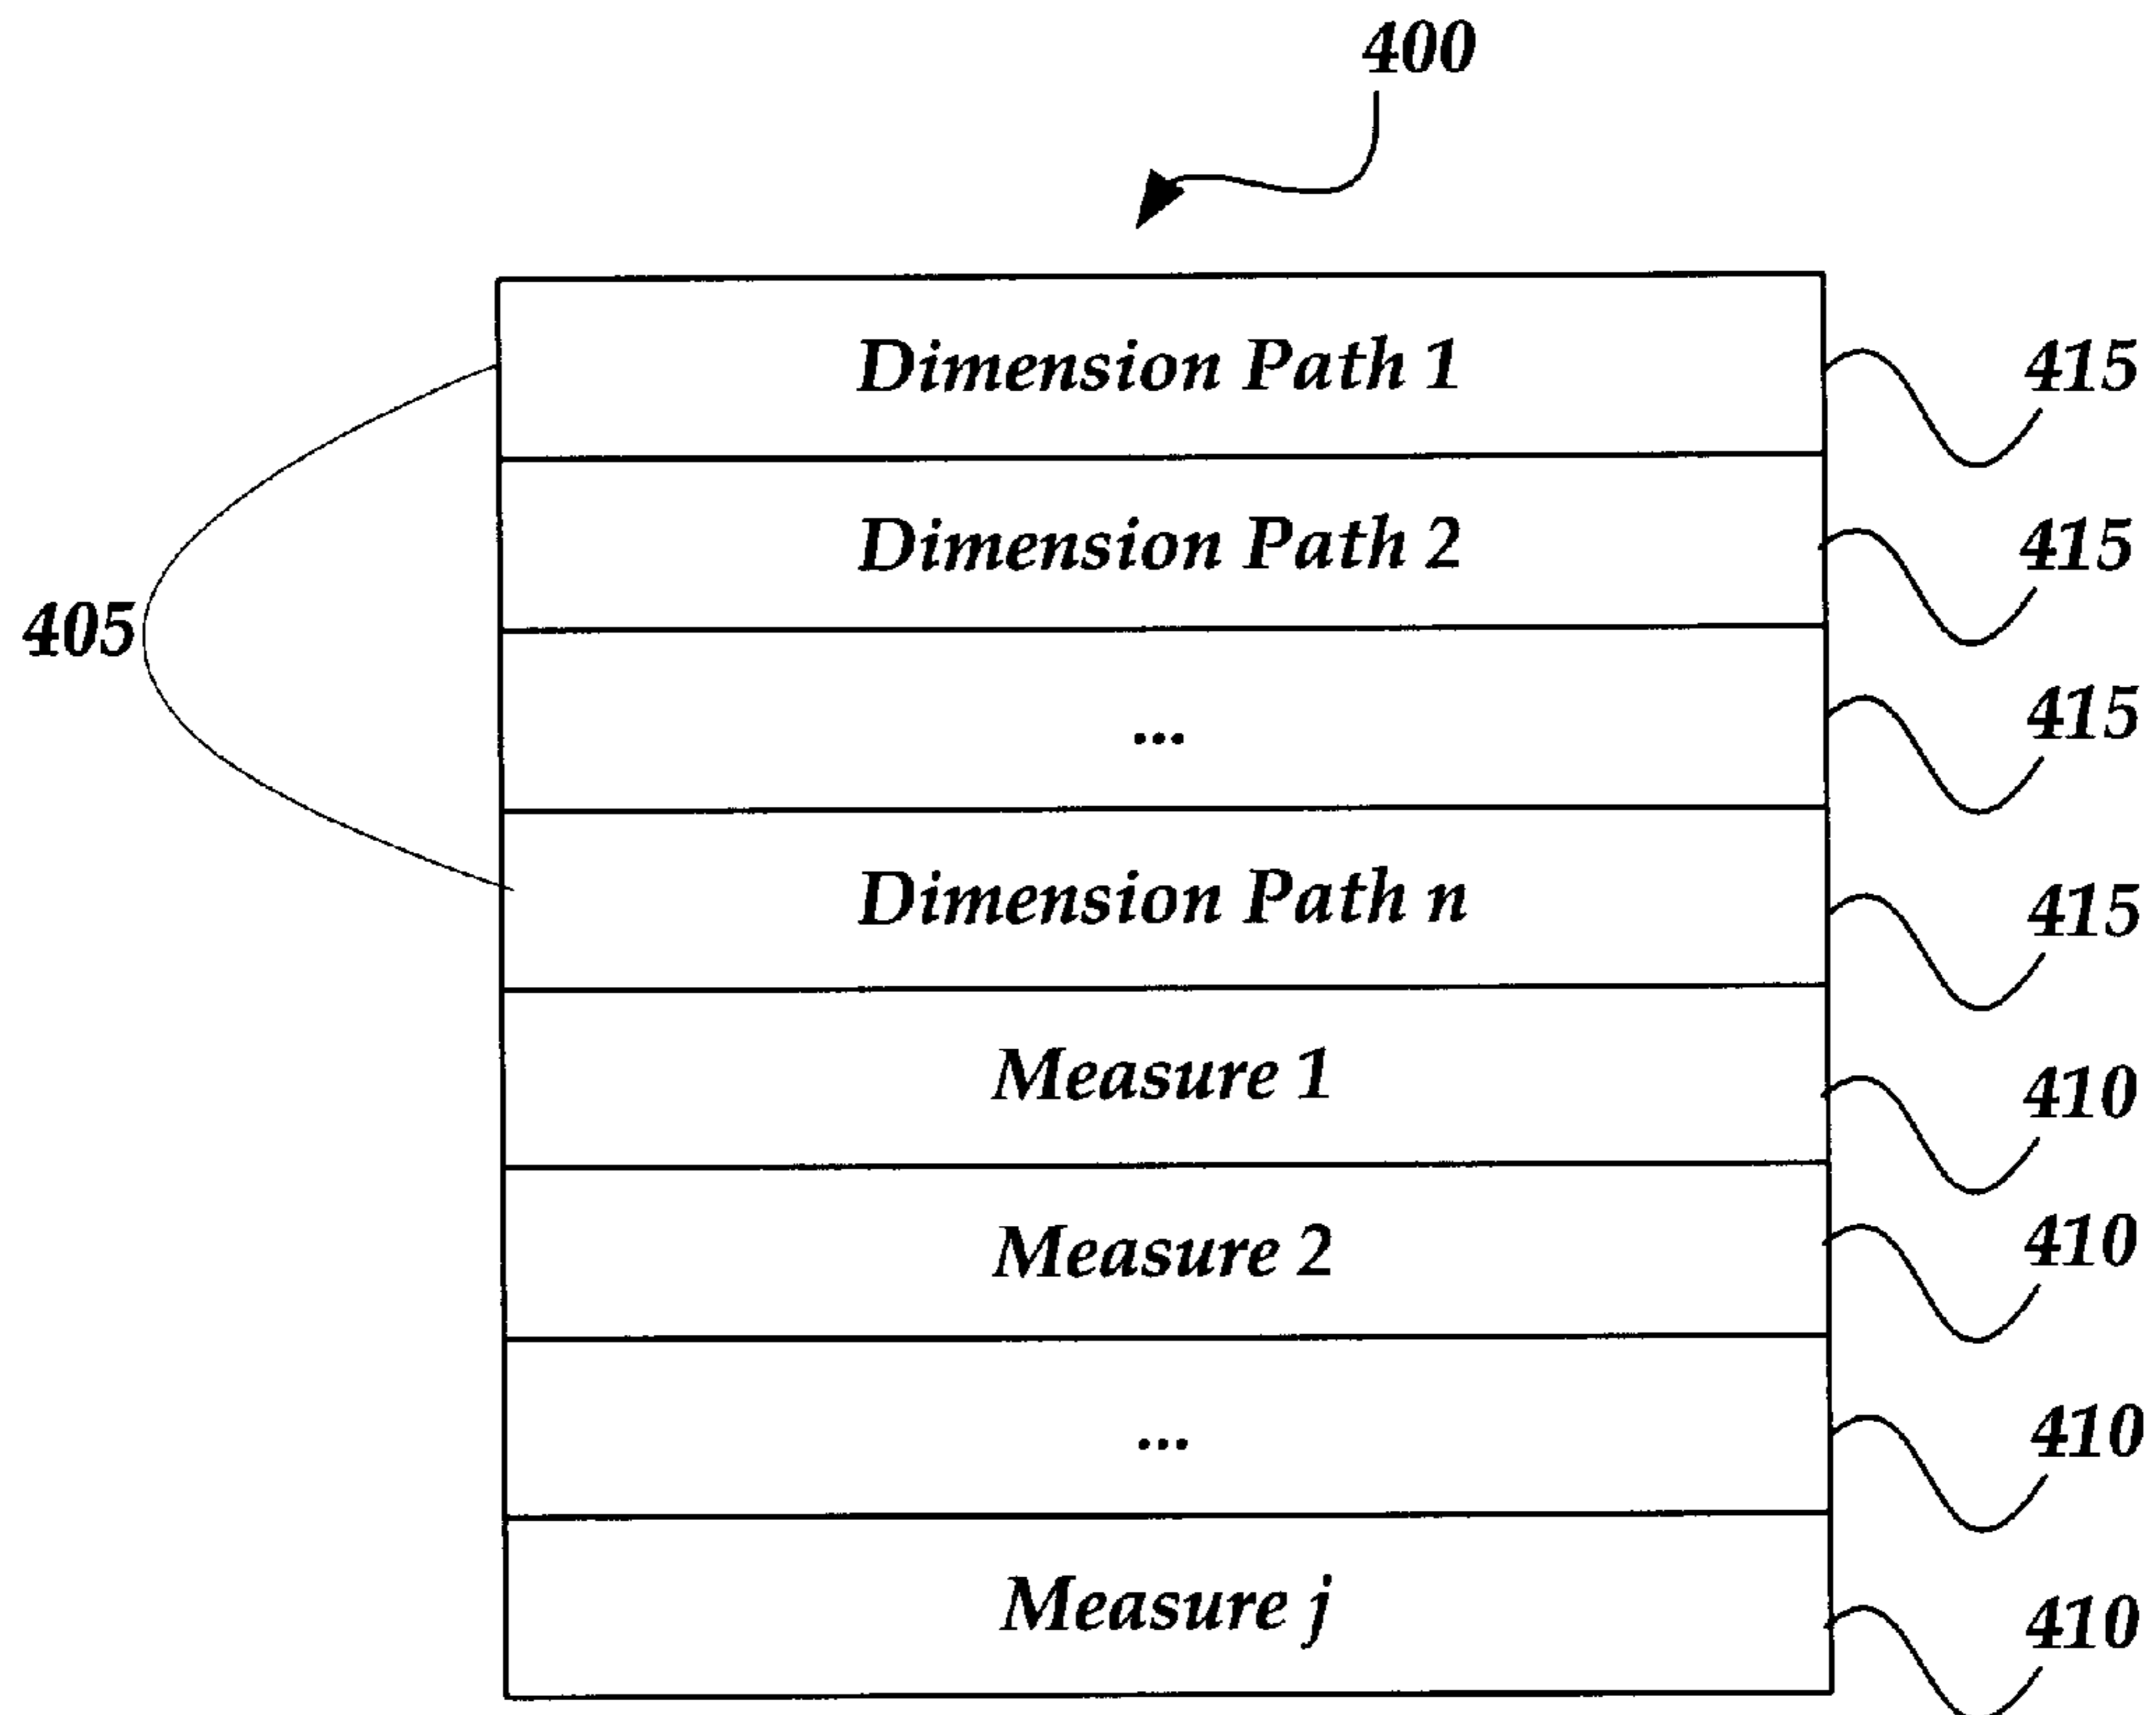 400
Dimension Path 1
415
Dimension Path 2
415
405
...
415
Dimension Path n
415
Measure 1
410
Measure 2
410
...
410
Measure j
410